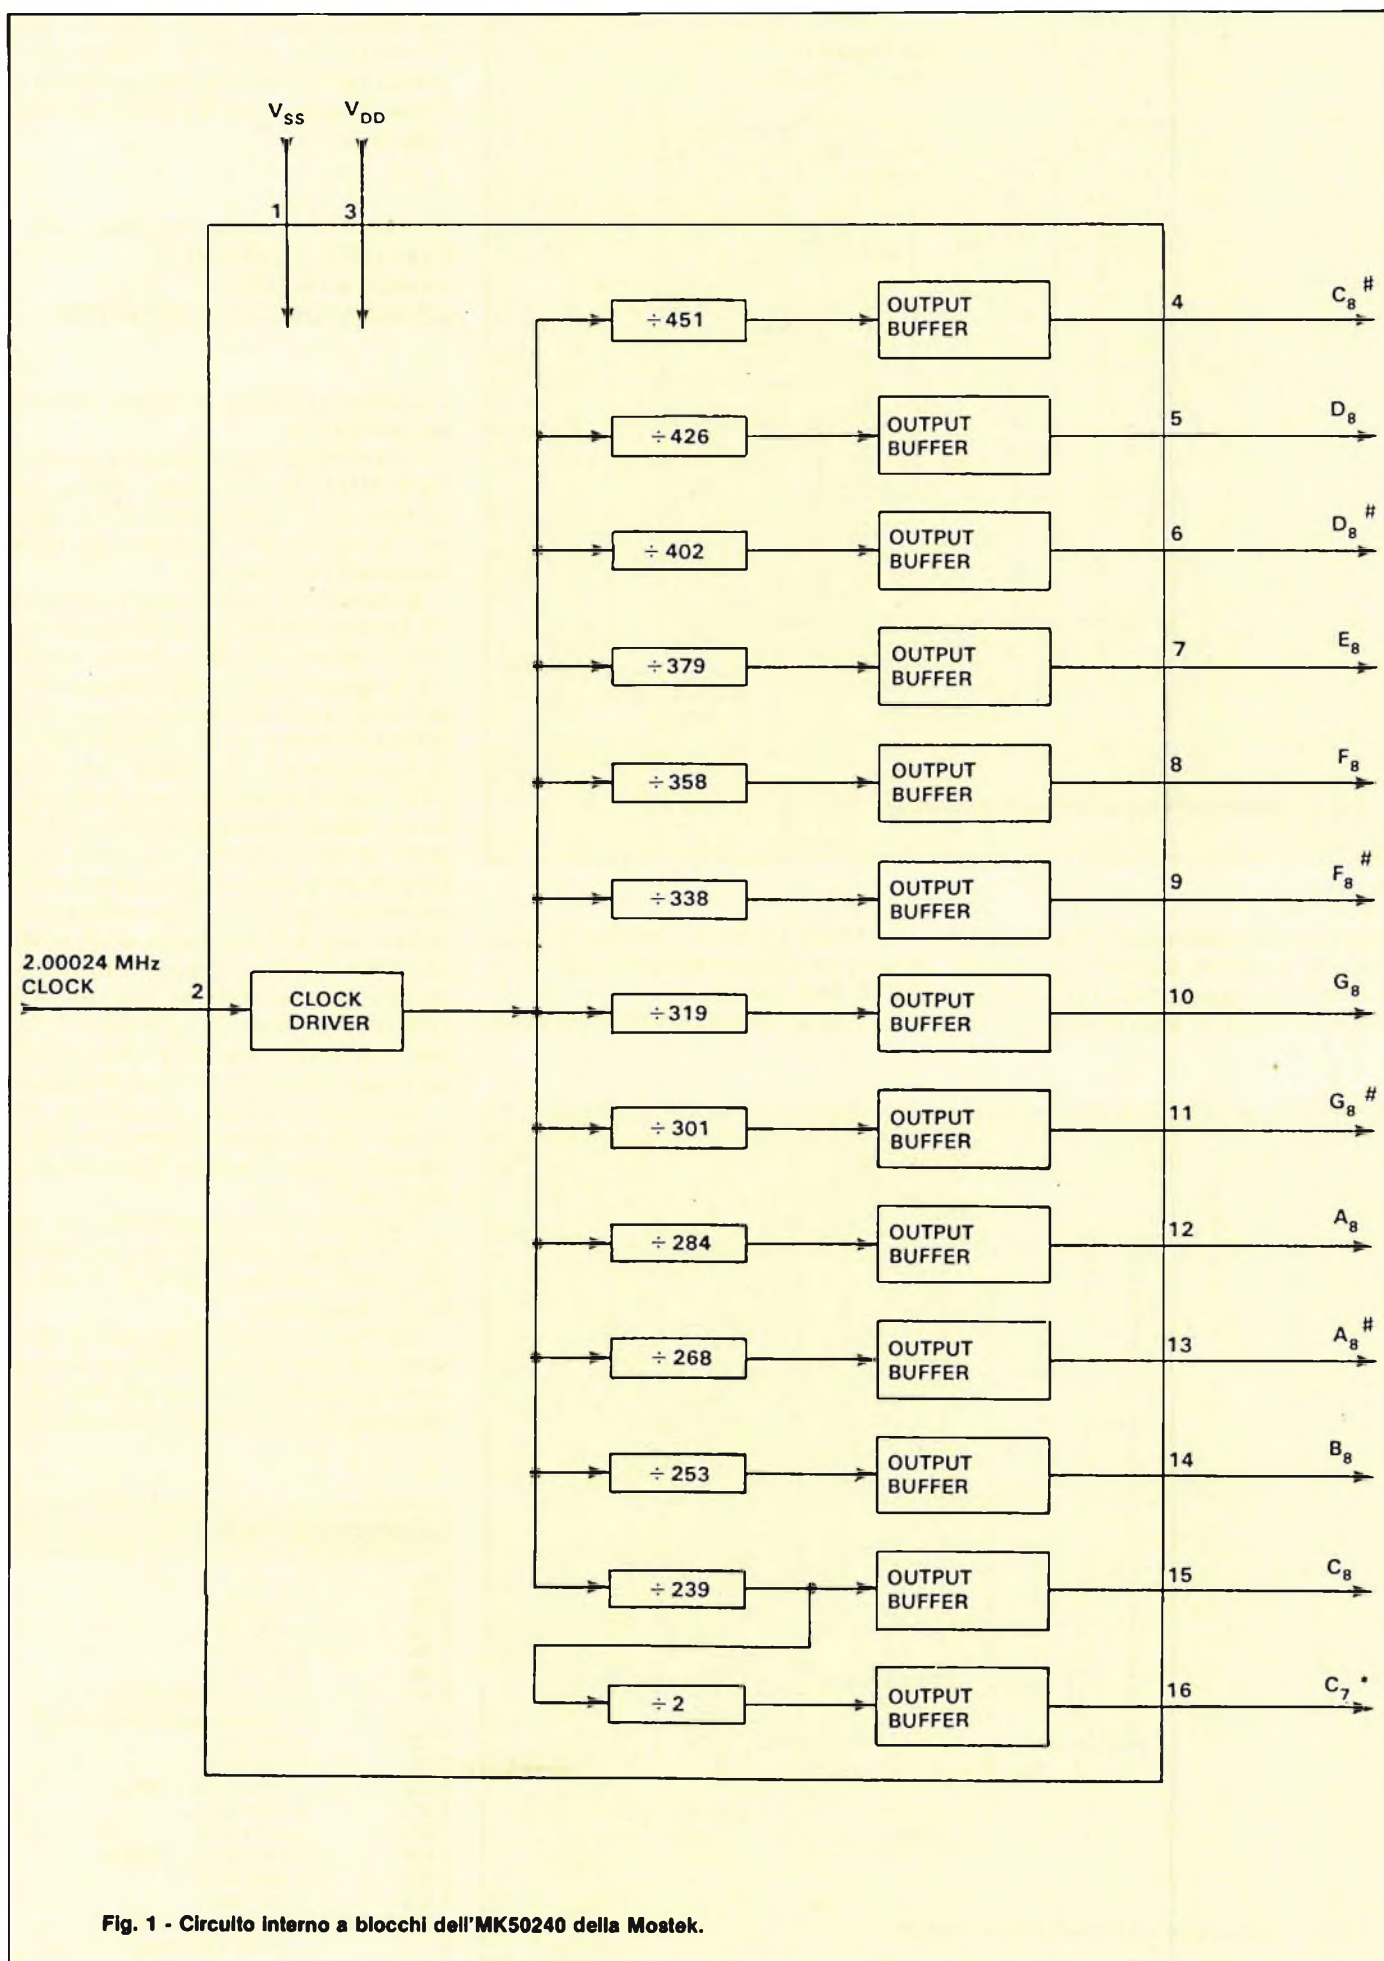 V_SS V_DD
1 3
÷451 OUTPUT BUFFER 4 C8#
÷426 OUTPUT BUFFER 5 D8
÷402 OUTPUT BUFFER 6 D8#
÷379 OUTPUT BUFFER 7 E8
÷358 OUTPUT BUFFER 8 F8
÷338 OUTPUT BUFFER 9 F8#
2.00024 MHz
CLOCK 2 CLOCK DRIVER
÷319 OUTPUT BUFFER 10 G8
÷301 OUTPUT BUFFER 11 G8#
÷284 OUTPUT BUFFER 12 A8
÷268 OUTPUT BUFFER 13 A8#
÷253 OUTPUT BUFFER 14 B8
÷239 OUTPUT BUFFER 15 C8
÷2 OUTPUT BUFFER 16 C7*
Fig. 1 - Circuito interno a blocchi dell'MK50240 della Mostek.